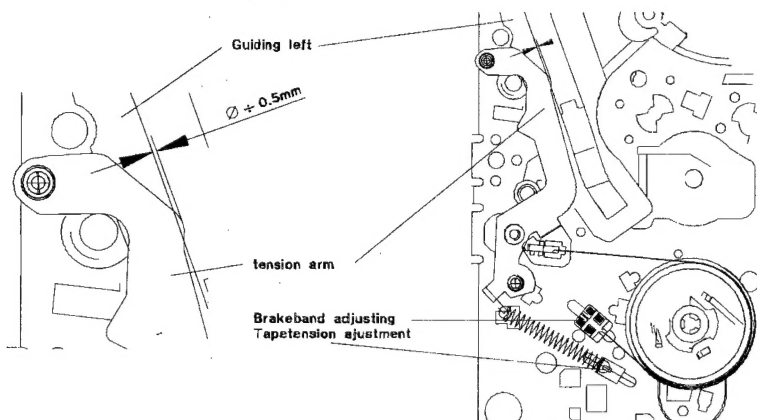 Guiding left
Ø ÷ 0.5mm
tension arm
Brakeband adjusting
Tapetension ajustment